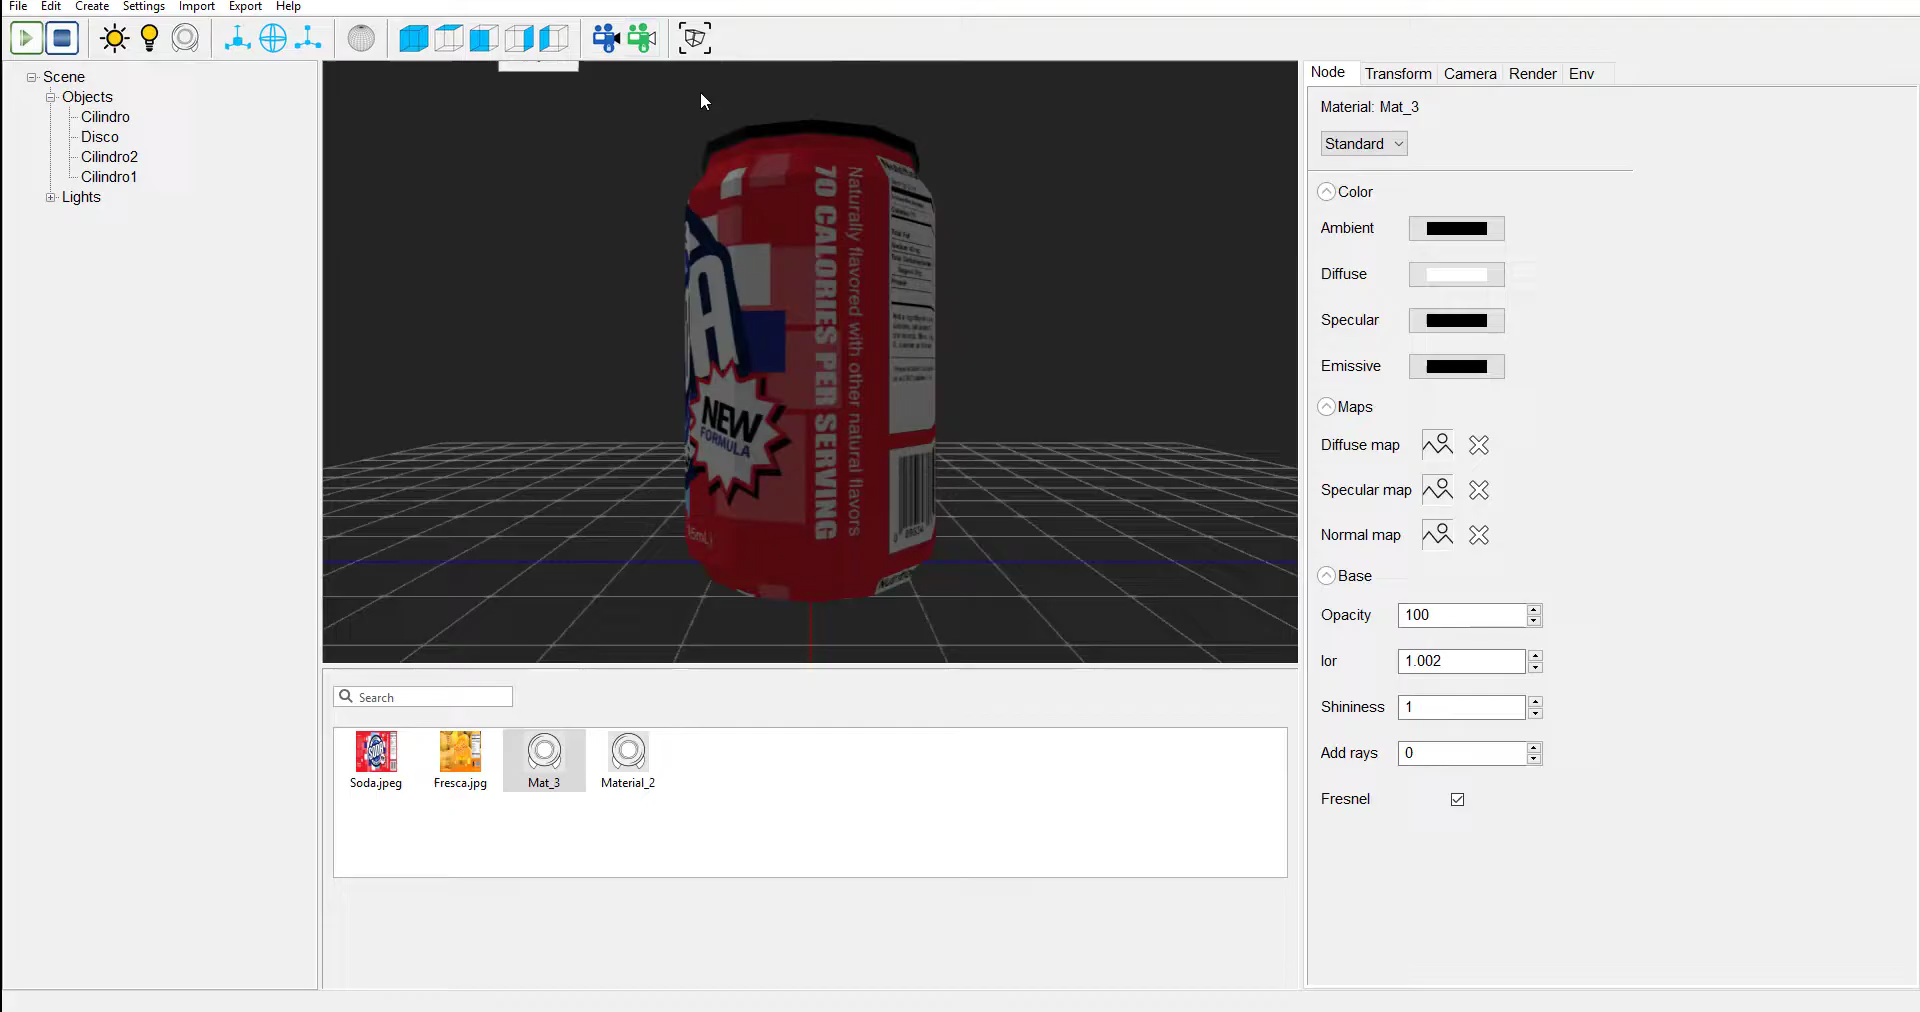 File Edit Create Settings Import Export Help
Scene
Objects
Cilindro
Disco
Cilindro2
Cilindro1
Lights
A
NEW
FORMULA
70 CALORIES PER SERVING
Naturally flavored with other natural flavors
Search
Soda.jpeg Fresca.jpg Mat_3 Material_2
Node Transform Camera Render Env
Material: Mat_3
Standard
Color
Ambient
Diffuse
Specular
Emissive
Maps
Diffuse map
Specular map
Normal map
Base
Opacity 100
Ior 1.002
Shininess 1
Add rays 0
Fresnel